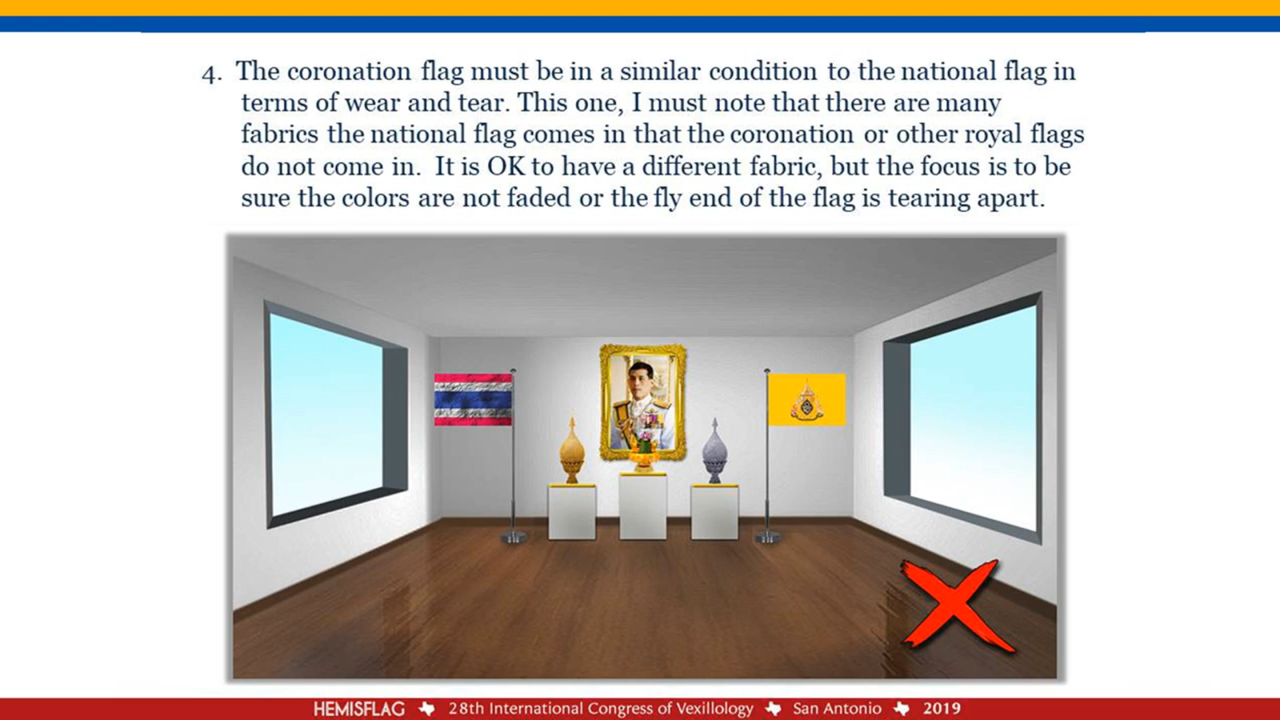 4. The coronation flag must be in a similar condition to the national flag in
terms of wear and tear. This one, I must note that there are many
fabrics the national flag comes in that the coronation or other royal flags
do not come in. It is OK to have a different fabric, but the focus is to be
sure the colors are not faded or the fly end of the flag is tearing apart.
HEMISFLAG 28th International Congress of Vexillology San Antonio 2019